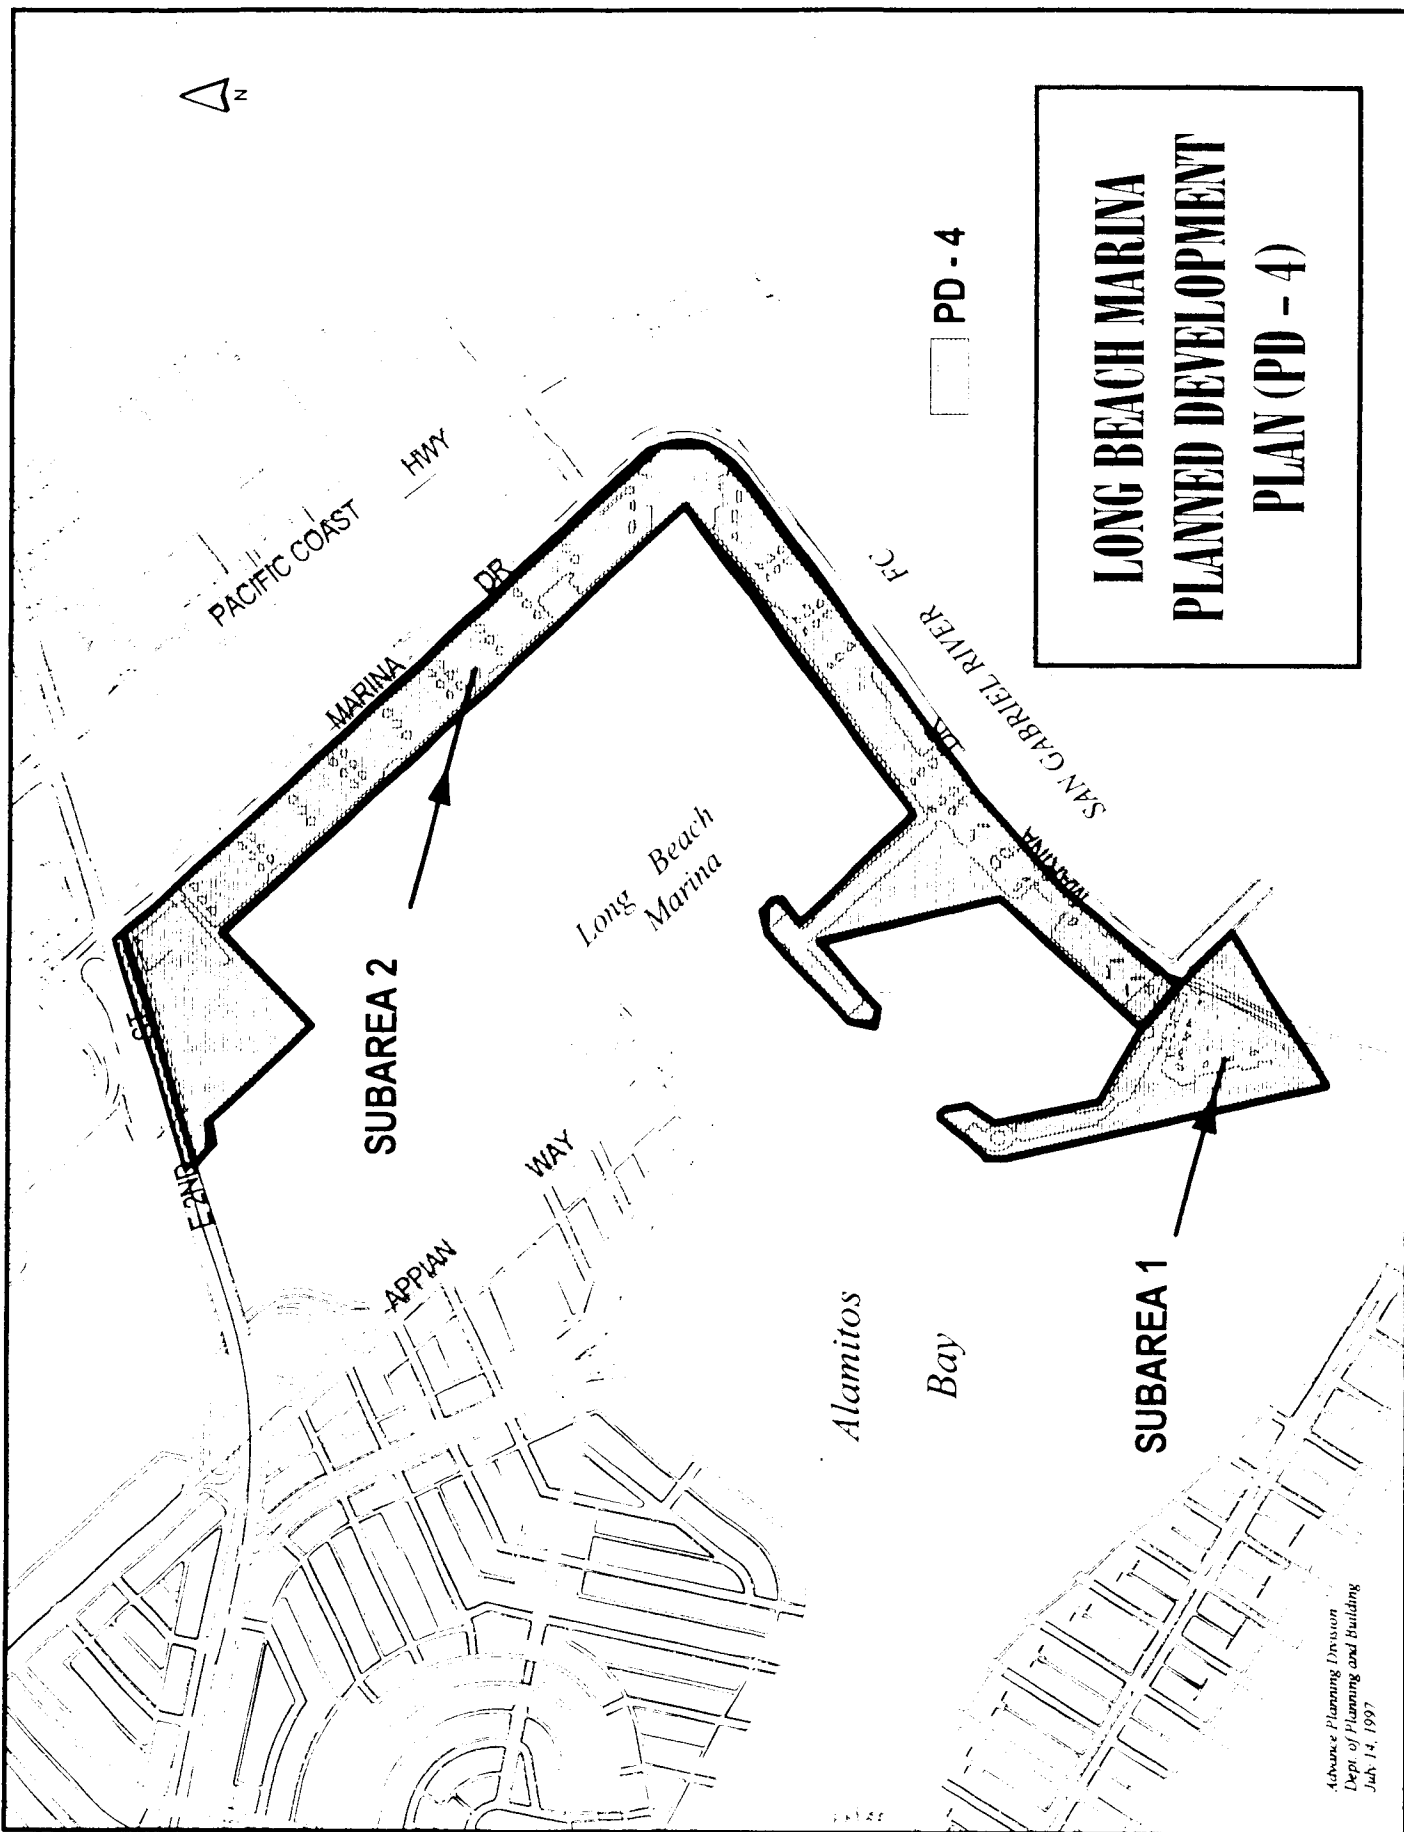 N
PACIFIC COAST
HWY
MARINA
DR
E 2ND
ST
SUBAREA 2
Long Beach
Marina
APPIAN
WAY
PD - 4
SAN GABRIEL RIVER FC
DR
MARINA
Alamitos
Bay
SUBAREA 1
LONG BEACH MARINA
PLANNED DEVELOPMENT
PLAN (PD - 4)
Advance Planning Division
Dept. of Planning and Building
July 14, 1997